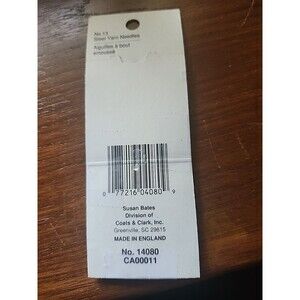 No 13
Steel Yarn Needles
Aiguilles à bout
émoussé
0 77216 04080 9
Susan Bates
Division of
Coats & Clark, Inc.
Greenville, SC 29615
MADE IN ENGLAND
No. 14080
CA00011